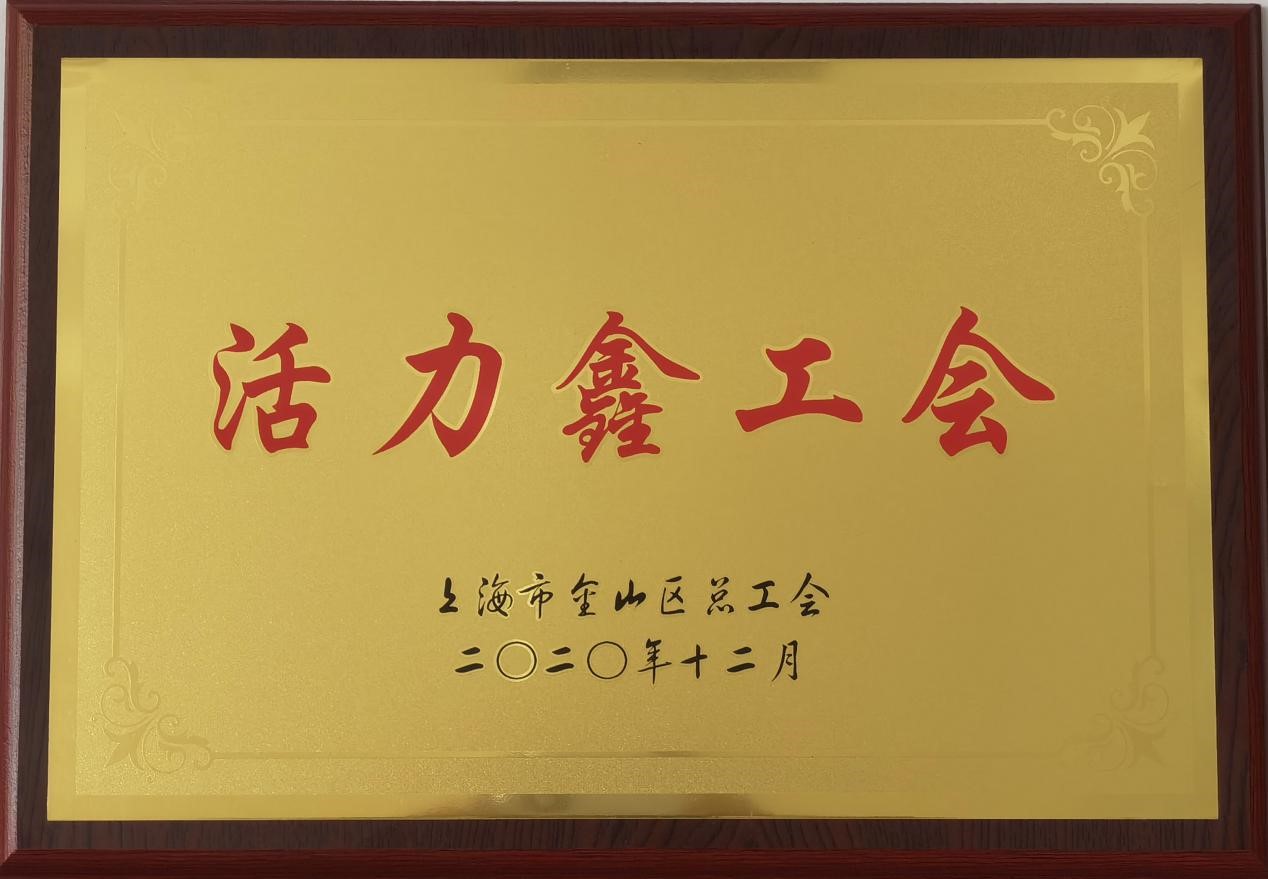 活力鑫工会
上海市金山区总工会
二〇二〇年十二月